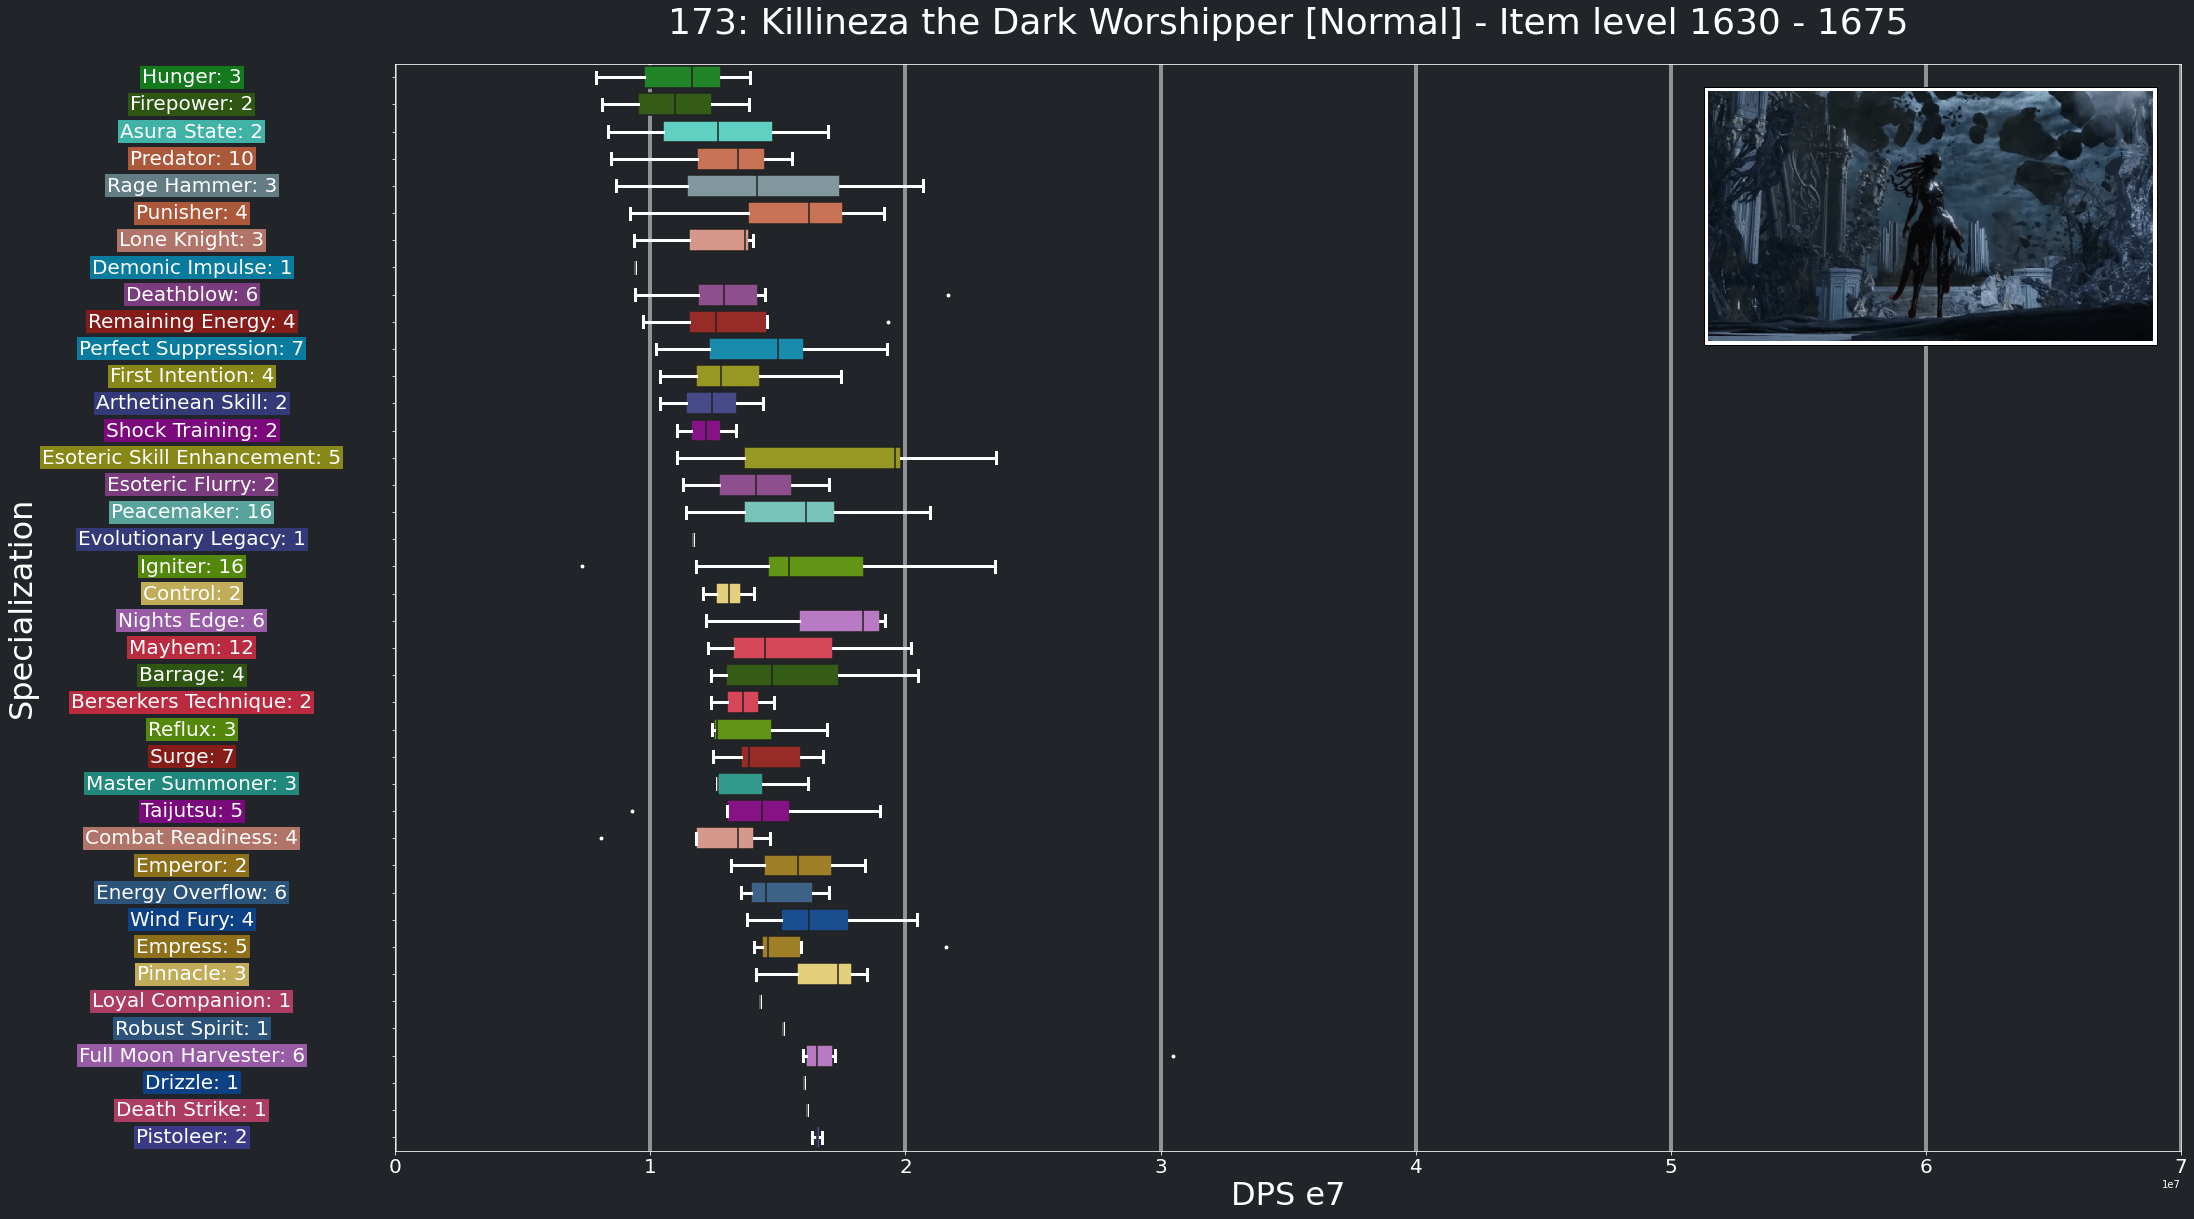 173: Killineza the Dark Worshipper [Normal] - Item level 1630 - 1675
Specialization
Hunger: 3
Firepower: 2
Asura State: 2
Predator: 10
Rage Hammer: 3
Punisher: 4
Lone Knight: 3
Demonic Impulse: 1
Deathblow: 6
Remaining Energy: 4
Perfect Suppression: 7
First Intention: 4
Arthetinean Skill: 2
Shock Training: 2
Esoteric Skill Enhancement: 5
Esoteric Flurry: 2
Peacemaker: 16
Evolutionary Legacy: 1
Igniter: 16
Control: 2
Nights Edge: 6
Mayhem: 12
Barrage: 4
Berserkers Technique: 2
Reflux: 3
Surge: 7
Master Summoner: 3
Taijutsu: 5
Combat Readiness: 4
Emperor: 2
Energy Overflow: 6
Wind Fury: 4
Empress: 5
Pinnacle: 3
Loyal Companion: 1
Robust Spirit: 1
Full Moon Harvester: 6
Drizzle: 1
Death Strike: 1
Pistoleer: 2
0 1 2 3 4 5 6 7
1e7
DPS e7